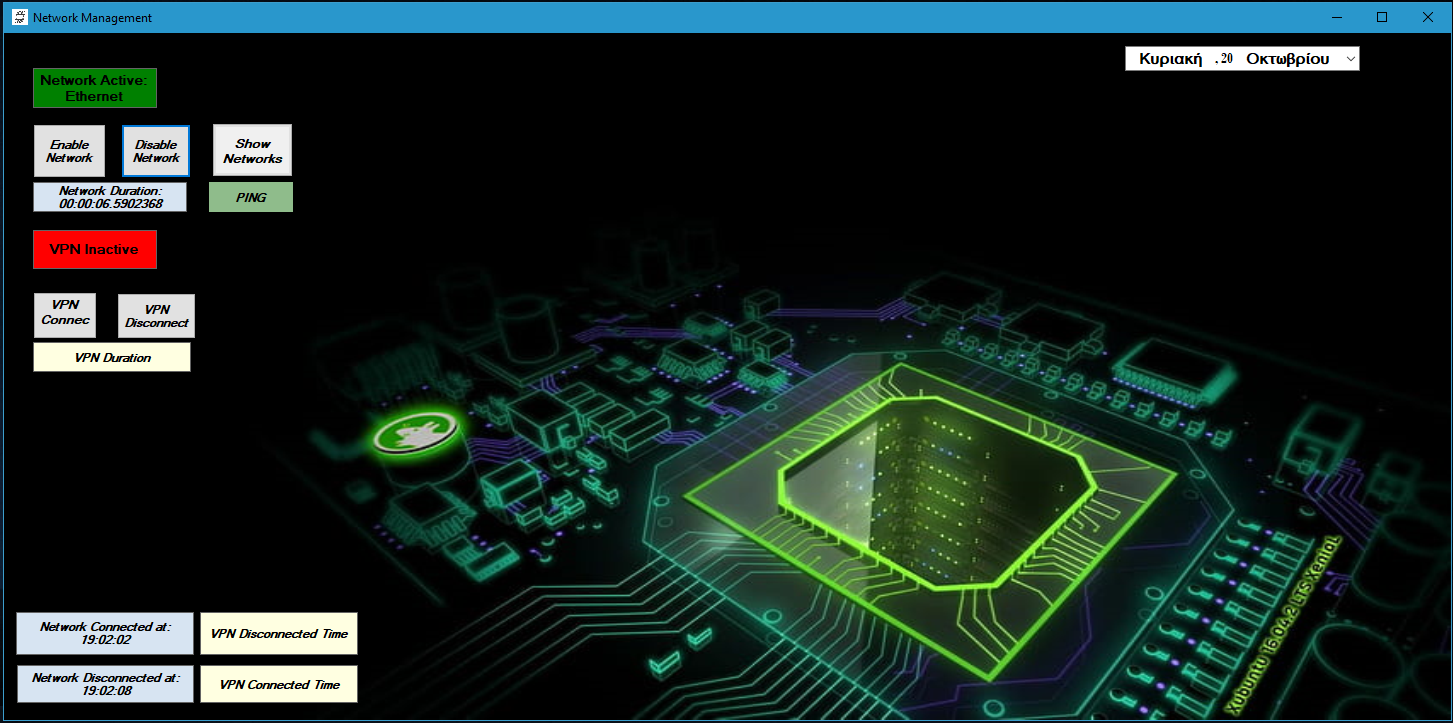 Network Management
Κυριακή , 20 Οκτωβρίου
Network Active:
Ethernet
Enable
Network
Disable
Network
Show
Networks
Network Duration:
00:00:06.5902368
PING
VPN Inactive
VPN
Connec
VPN
Disconnect
VPN Duration
Network Connected at:
19:02:02
VPN Disconnected Time
Network Disconnected at:
19:02:08
VPN Connected Time
Xubuntu 16.04.2 LTS Xenial